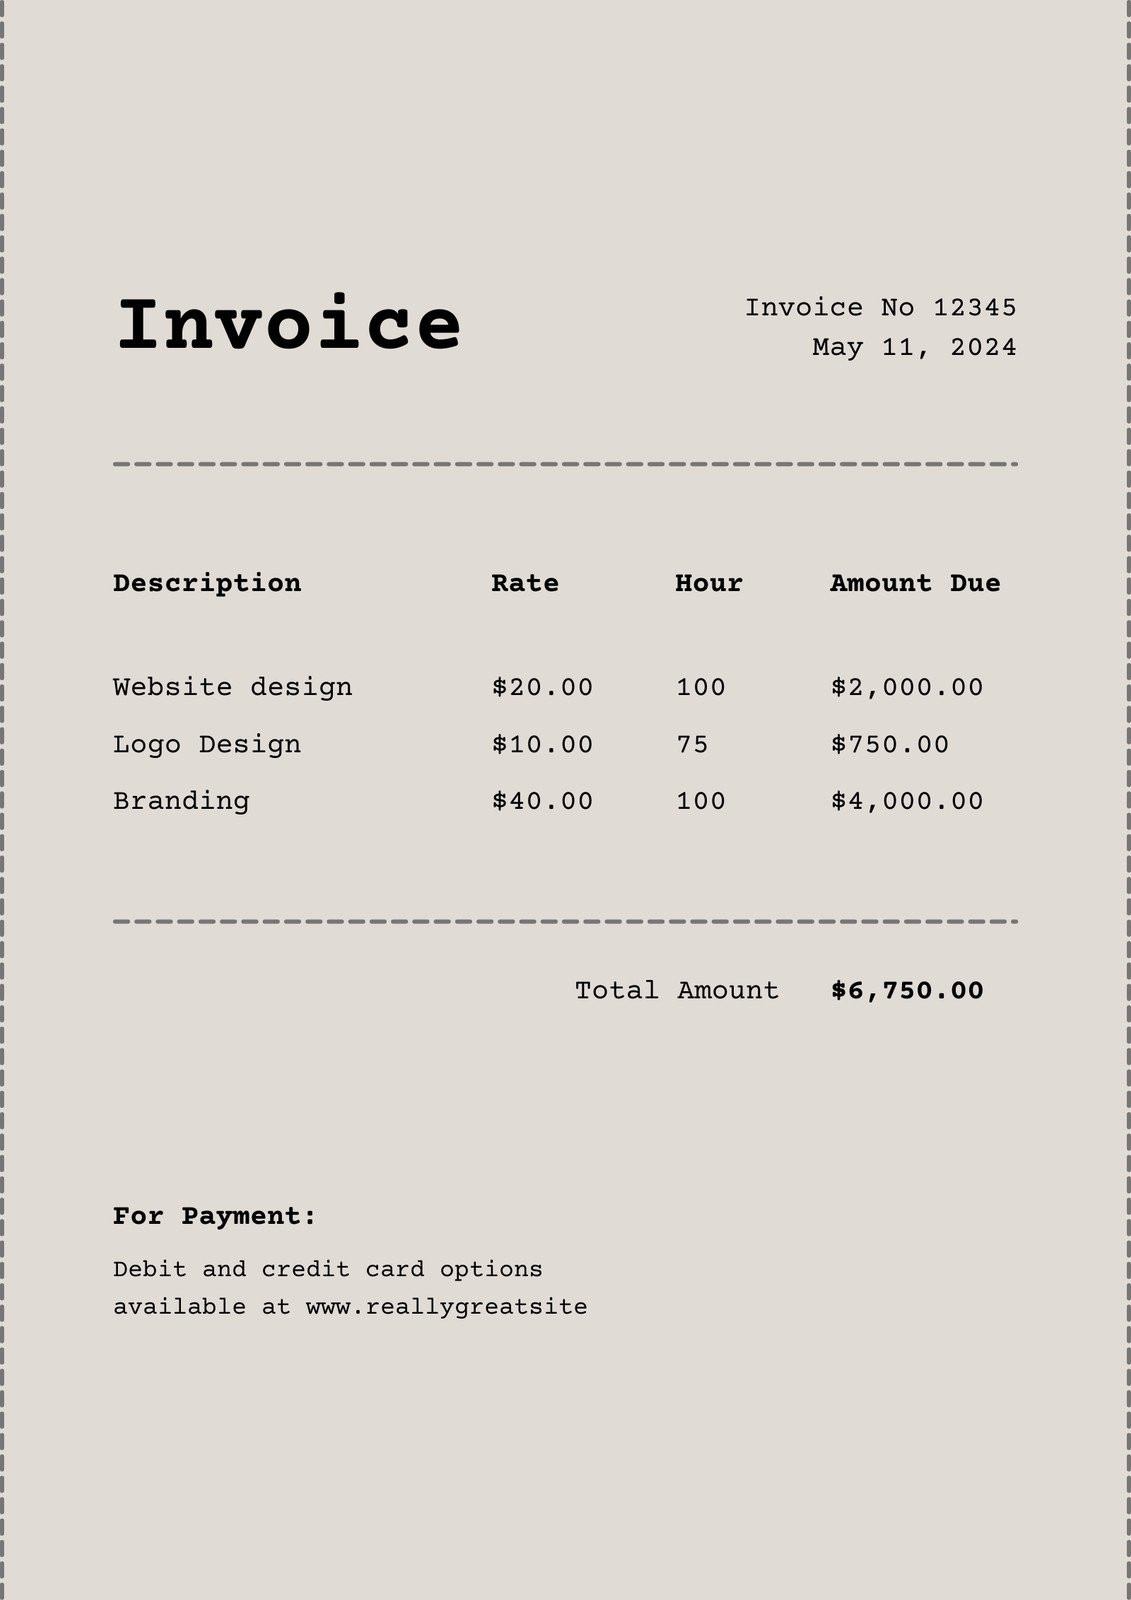 Invoice
Invoice No 12345
May 11, 2024
Description Rate Hour Amount Due
Website design $20.00 100 $2,000.00
Logo Design $10.00 75 $750.00
Branding $40.00 100 $4,000.00
Total Amount $6,750.00
For Payment:
Debit and credit card options
available at www.reallygreatsite